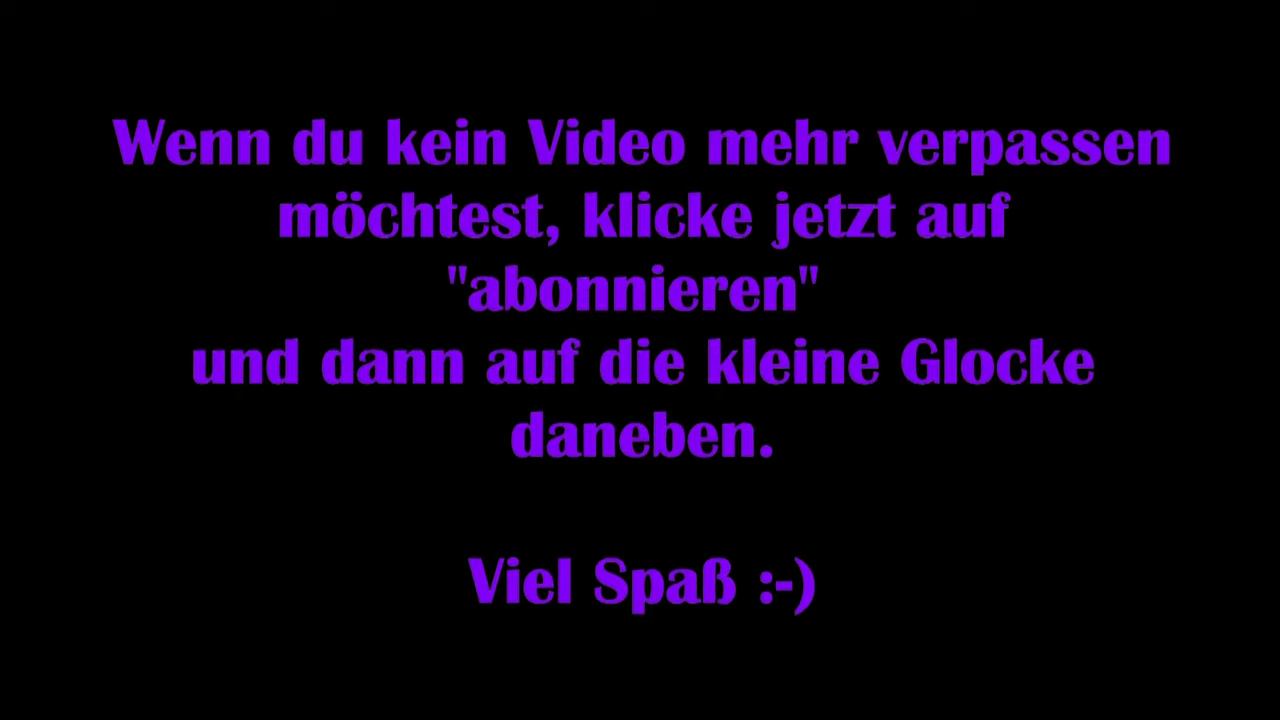 Wenn du kein Video mehr verpassen
möchtest, klicke jetzt auf
"abonnieren"
und dann auf die kleine Glocke
daneben.
Viel Spaß :-)